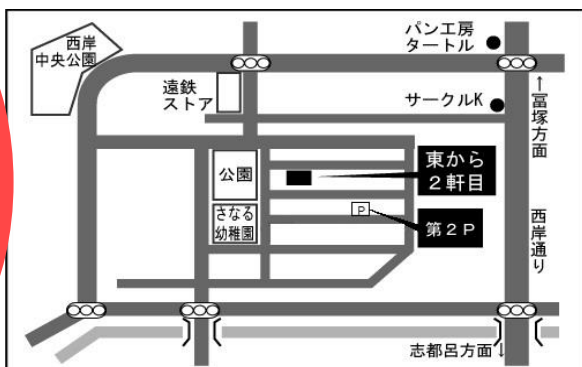 西岸
中央公園
パン工房
タートル
遠鉄
ストア
サークルK
↑冨塚方面
公園
東から
2軒目
さなる
幼稚園
P
第2P
西岸通り
志都呂方面↓